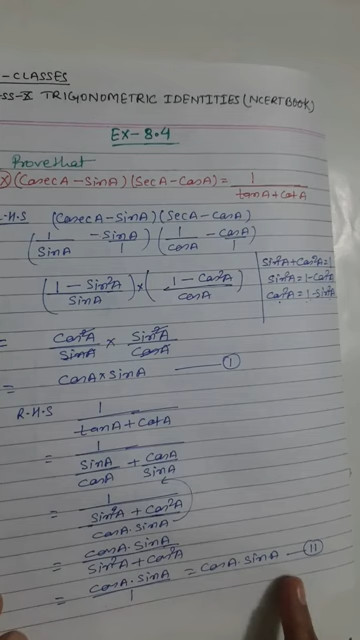 -CLASSES
SS-X TRIGONOMETRIC IDENTITIES (NCERT BOOK)
EX-8.4
Prove that
(CosecA - SinA) (SecA - CosA) = 1/(tanA + CotA)
L.H.S (CosecA - SinA) (SecA - CosA)
(1/SinA - SinA/1) (1/CosA - CosA/1)
((1 - Sin²A)/SinA) × ((1 - Cos²A)/CosA)
Sin²A + Cos²A = 1
Sin²A = 1 - Cos²A
Cos²A = 1 - Sin²A
= Cos²A/SinA × Sin²A/CosA
= CosA × SinA — I
R.H.S 1/(tanA + CotA)
= 1/(SinA/CosA + CosA/SinA)
= 1/((Sin²A + Cos²A)/(CosA . SinA))
= (CosA . SinA)/(Sin²A + Cos²A)
= (CosA . SinA)/1 = CosA . SinA — II